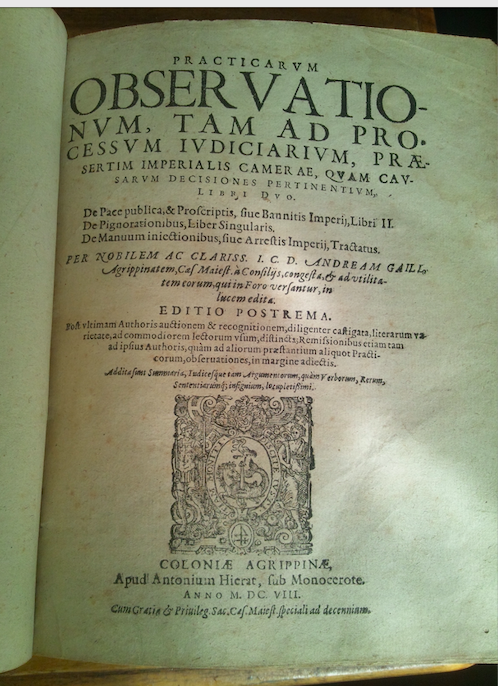 PRACTICARVM
OBSERVATIO-
NVM, TAM AD PRO-
CESSVM IVDICIARIVM, PRÆ-
SERTIM IMPERIALIS CAMERAE, QVAM CAV-
SARVM DECISIONES PERTINENTIVM,
LIBRI DVO.
De Pace publica, & Proscriptis, siue Bannitis Imperij, Libri II.
De Pignorationibus, Liber Singularis.
De Manuum iniectionibus, siue Arrestis Imperij, Tractatus.
PER NOBILEM AC CLARISS. I. C. D. ANDREAM GAILL,
Agrippinatem, Cæs Maiest. à Consilijs, congesta, & ad vtilita-
tem eorum, qui in Foro versantur, in
lucem edita.
EDITIO POSTREMA.
Post vltimam Authoris auctionem & recognitionem, diligenter castigata, literarum va-
rietate, ad commodiorem lectorum vsum, distincta, Remissionibus etiam tam
ad ipsius Authoris, quàm ad aliorum præstantium aliquot Practi-
corum, obseruationes, in margine adiectis.
Addita sunt Summaria, Indicesque tam Argumentorum, quàm Verborum, Rerum,
Sententiarumq; insignium, locupletissimi.
COLONIÆ AGRIPPINÆ,
Apud Antonium Hierat, sub Monocerote.
ANNO M. DC. VIII.
Cum Gratia & Priuileg. Sac. Cæs. Maiest. speciali ad decennium.